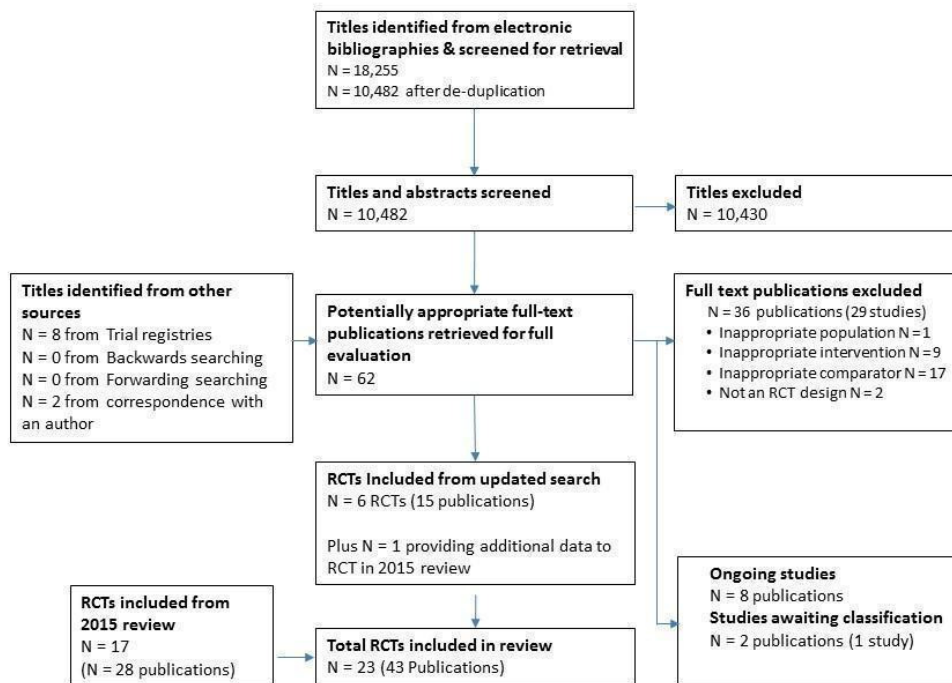 Titles identified from electronic
bibliographies & screened for retrieval
N = 18,255
N = 10,482 after de-duplication
Titles and abstracts screened
N = 10,482
Titles excluded
N = 10,430
Titles identified from other
sources
N = 8 from Trial registries
N = 0 from Backwards searching
N = 0 from Forwarding searching
N = 2 from correspondence with
an author
Potentially appropriate full-text
publications retrieved for full
evaluation
N = 62
Full text publications excluded
N = 36 publications (29 studies)
• Inappropriate population N = 1
• Inappropriate intervention N = 9
• Inappropriate comparator N = 17
• Not an RCT design N = 2
RCTs Included from updated search
N = 6 RCTs (15 publications)
Plus N = 1 providing additional data to
RCT in 2015 review
Ongoing studies
N = 8 publications
Studies awaiting classification
N = 2 publications (1 study)
RCTs included from
2015 review
N = 17
(N = 28 publications)
Total RCTs included in review
N = 23 (43 Publications)